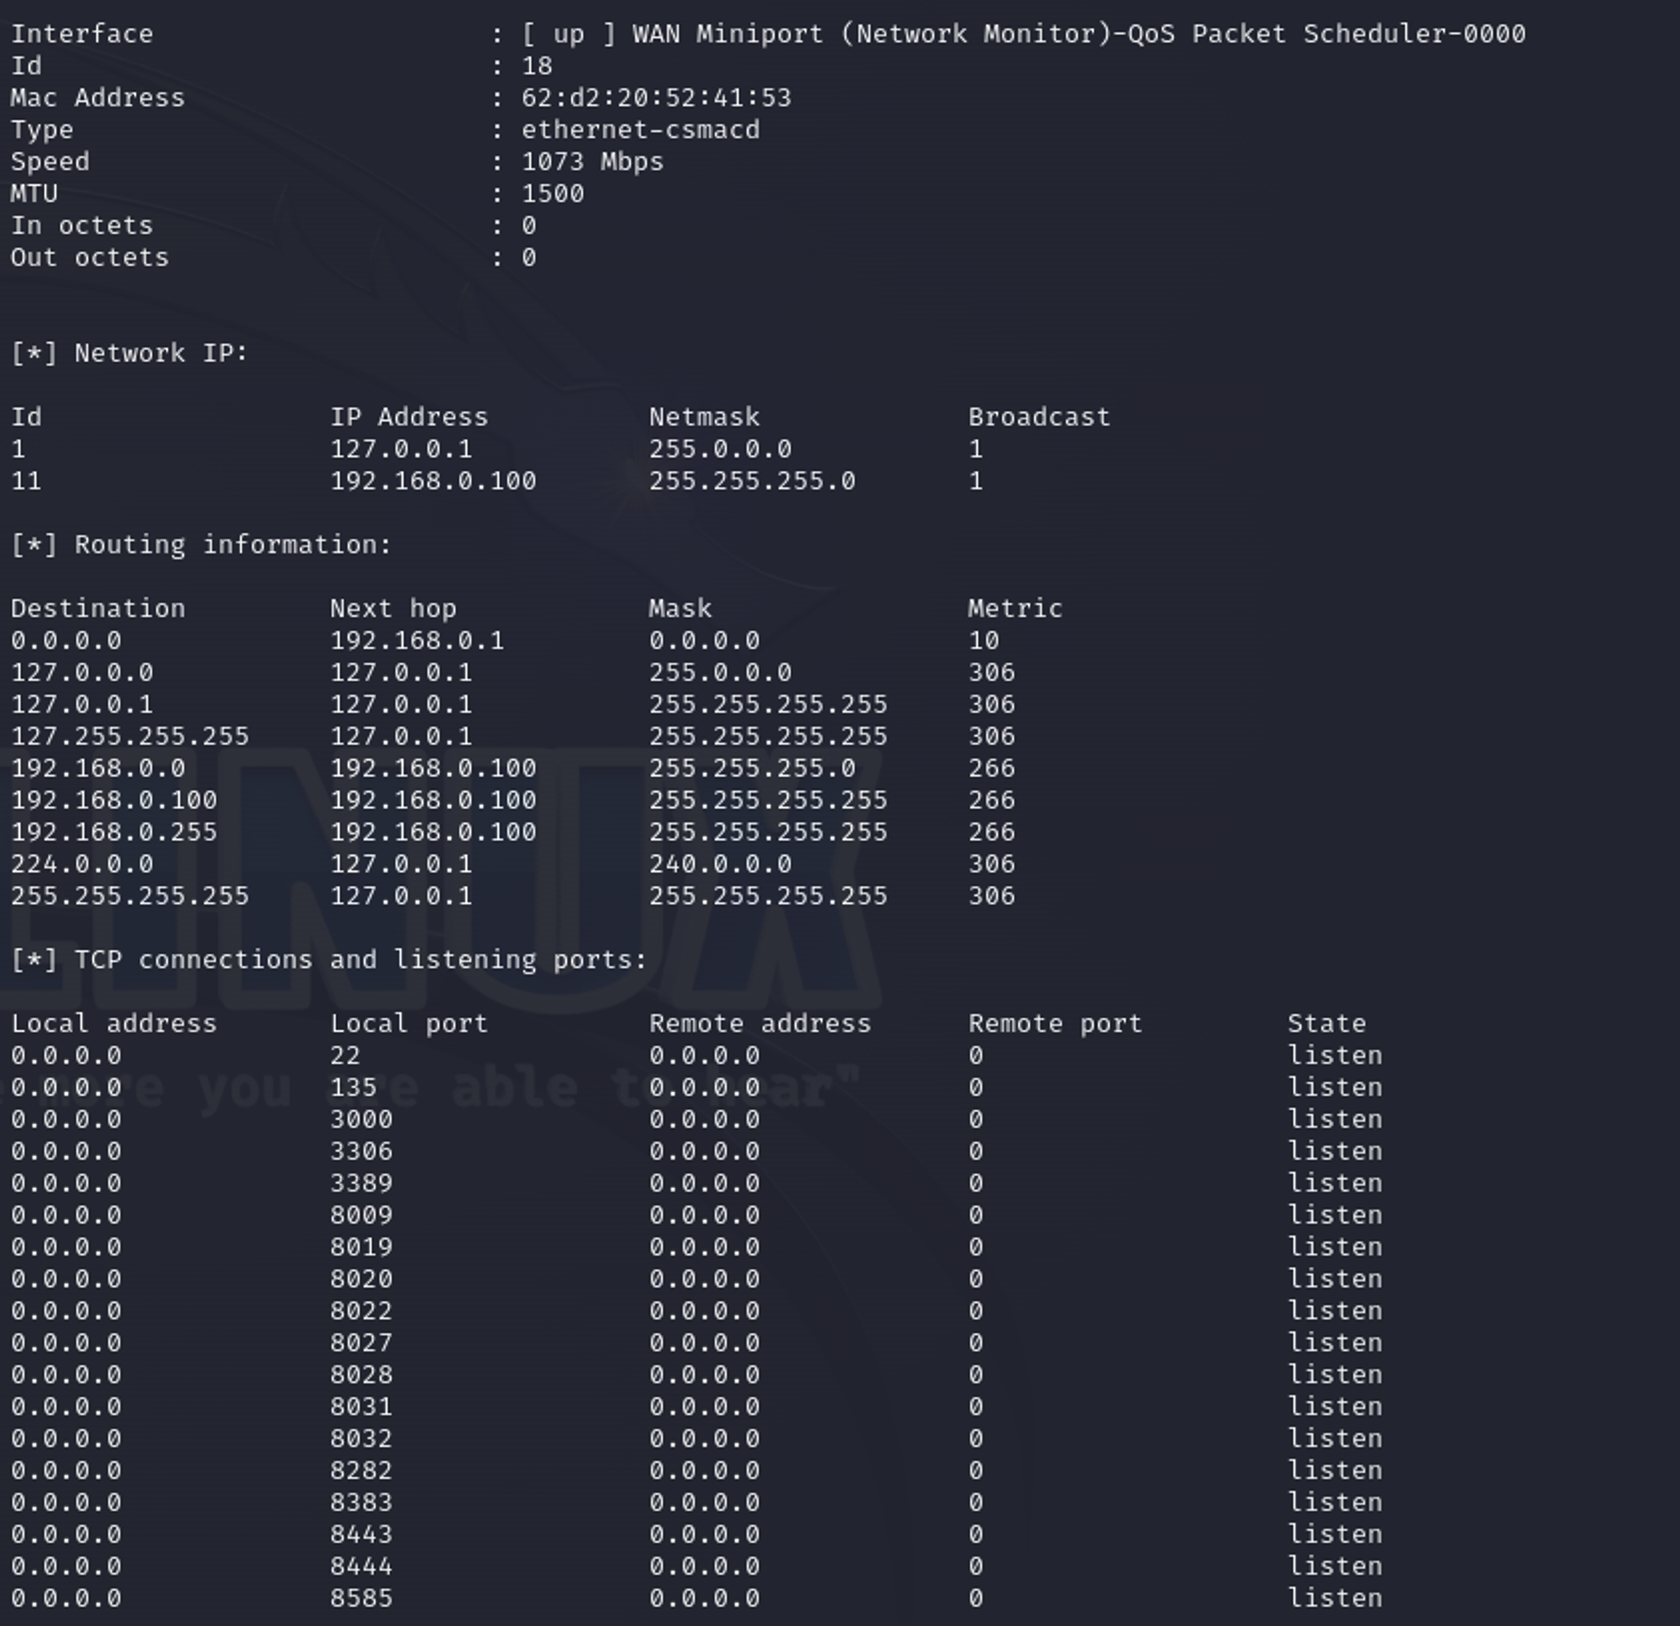 Interface : [ up ] WAN Miniport (Network Monitor)-QoS Packet Scheduler-0000
Id : 18
Mac Address : 62:d2:20:52:41:53
Type : ethernet-csmacd
Speed : 1073 Mbps
MTU : 1500
In octets : 0
Out octets : 0
[*] Network IP:
Id IP Address Netmask Broadcast
1 127.0.0.1 255.0.0.0 1
11 192.168.0.100 255.255.255.0 1
[*] Routing information:
Destination Next hop Mask Metric
0.0.0.0 192.168.0.1 0.0.0.0 10
127.0.0.0 127.0.0.1 255.0.0.0 306
127.0.0.1 127.0.0.1 255.255.255.255 306
127.255.255.255 127.0.0.1 255.255.255.255 306
192.168.0.0 192.168.0.100 255.255.255.0 266
192.168.0.100 192.168.0.100 255.255.255.255 266
192.168.0.255 192.168.0.100 255.255.255.255 266
224.0.0.0 127.0.0.1 240.0.0.0 306
255.255.255.255 127.0.0.1 255.255.255.255 306
LINUX
[*] TCP connections and listening ports:
Local address Local port Remote address Remote port State
0.0.0.0 22 0.0.0.0 0 listen
more you are able to hear"
0.0.0.0 135 0.0.0.0 0 listen
0.0.0.0 3000 0.0.0.0 0 listen
0.0.0.0 3306 0.0.0.0 0 listen
0.0.0.0 3389 0.0.0.0 0 listen
0.0.0.0 8009 0.0.0.0 0 listen
0.0.0.0 8019 0.0.0.0 0 listen
0.0.0.0 8020 0.0.0.0 0 listen
0.0.0.0 8022 0.0.0.0 0 listen
0.0.0.0 8027 0.0.0.0 0 listen
0.0.0.0 8028 0.0.0.0 0 listen
0.0.0.0 8031 0.0.0.0 0 listen
0.0.0.0 8032 0.0.0.0 0 listen
0.0.0.0 8282 0.0.0.0 0 listen
0.0.0.0 8383 0.0.0.0 0 listen
0.0.0.0 8443 0.0.0.0 0 listen
0.0.0.0 8444 0.0.0.0 0 listen
0.0.0.0 8585 0.0.0.0 0 listen